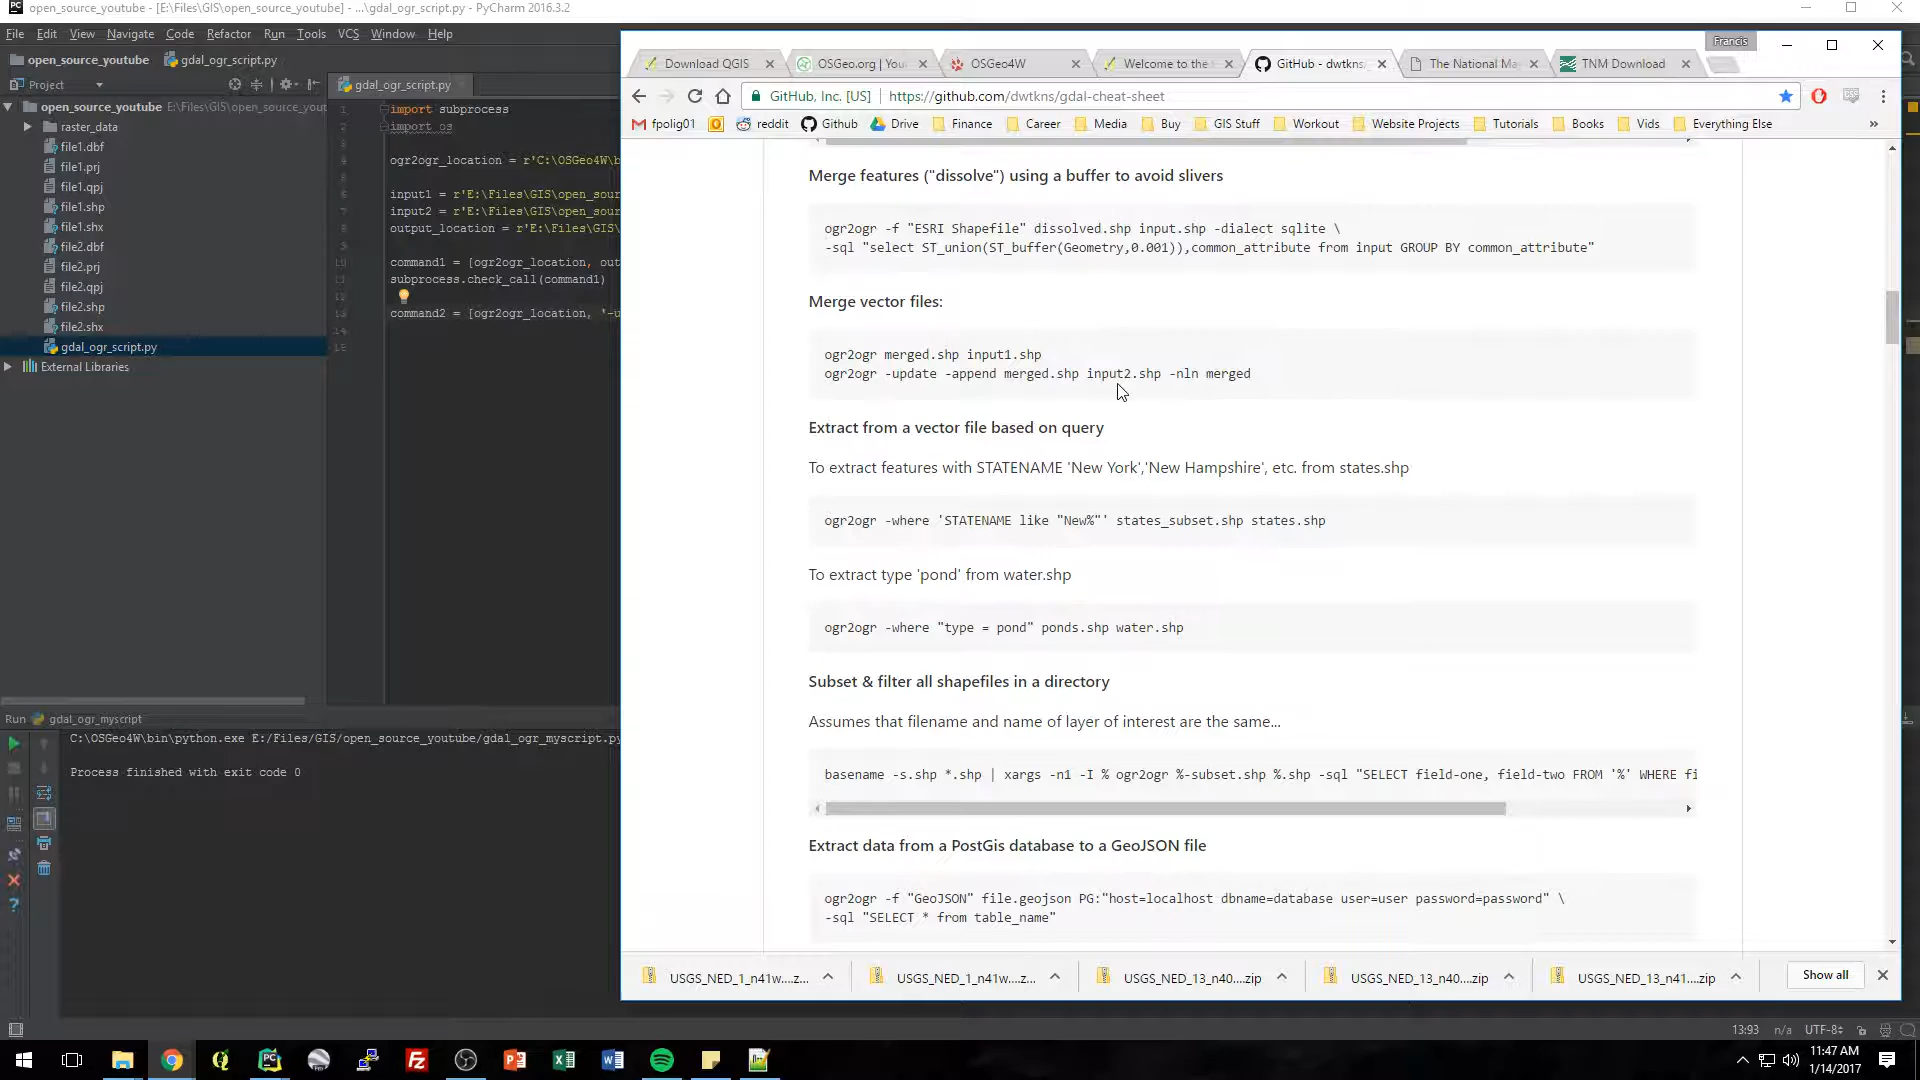 open_source_youtube - [E:\Files\GIS\open_source_youtube] - ...\gdal_ogr_script.py - PyCharm 2016.3.2
File Edit View Navigate Code Refactor Run Tools VCS Window Help
open_source_youtube gdal_ogr_script.py
Project
gdal_ogr_script.py
open_source_youtube E:\Files\GIS\open_source_yout
raster_data
file1.dbf
file1.prj
file1.qpj
file1.shp
file1.shx
file2.dbf
file2.prj
file2.qpj
file2.shp
file2.shx
gdal_ogr_script.py
External Libraries
import subprocess
import os
ogr2ogr_location = r'C:\OSGeo4W\b
input1 = r'E:\Files\GIS\open_sour
input2 = r'E:\Files\GIS\open_sour
output_location = r'E:\Files\GIS\
command1 = [ogr2ogr_location, out
subprocess.check_call(command1)
command2 = [ogr2ogr_location, '-u
Run gdal_ogr_myscript
C:\OSGeo4W\bin\python.exe E:/Files/GIS/open_source_youtube/gdal_ogr_myscript.py
Process finished with exit code 0
Francis
Download QGIS
OSGeo.org | You
OSGeo4W
Welcome to the
GitHub - dwtkns
The National Ma
TNM Download
GitHub, Inc. [US] https://github.com/dwtkns/gdal-cheat-sheet
fpolig01 reddit Github Drive Finance Career Media Buy GIS Stuff Workout Website Projects Tutorials Books Vids Everything Else »
Merge features ("dissolve") using a buffer to avoid slivers
ogr2ogr -f "ESRI Shapefile" dissolved.shp input.shp -dialect sqlite \
-sql "select ST_union(ST_buffer(Geometry,0.001)),common_attribute from input GROUP BY common_attribute"
Merge vector files:
ogr2ogr merged.shp input1.shp
ogr2ogr -update -append merged.shp input2.shp -nln merged
Extract from a vector file based on query
To extract features with STATENAME 'New York','New Hampshire', etc. from states.shp
ogr2ogr -where 'STATENAME like "New%"' states_subset.shp states.shp
To extract type 'pond' from water.shp
ogr2ogr -where "type = pond" ponds.shp water.shp
Subset & filter all shapefiles in a directory
Assumes that filename and name of layer of interest are the same...
basename -s.shp *.shp | xargs -n1 -I % ogr2ogr %-subset.shp %.shp -sql "SELECT field-one, field-two FROM '%' WHERE fi
Extract data from a PostGis database to a GeoJSON file
ogr2ogr -f "GeoJSON" file.geojson PG:"host=localhost dbname=database user=user password=password" \
-sql "SELECT * from table_name"
USGS_NED_1_n41w....z...
USGS_NED_1_n41w....z...
USGS_NED_13_n40....zip
USGS_NED_13_n40....zip
USGS_NED_13_n41....zip
Show all
13:93 n/a UTF-8
11:47 AM
1/14/2017